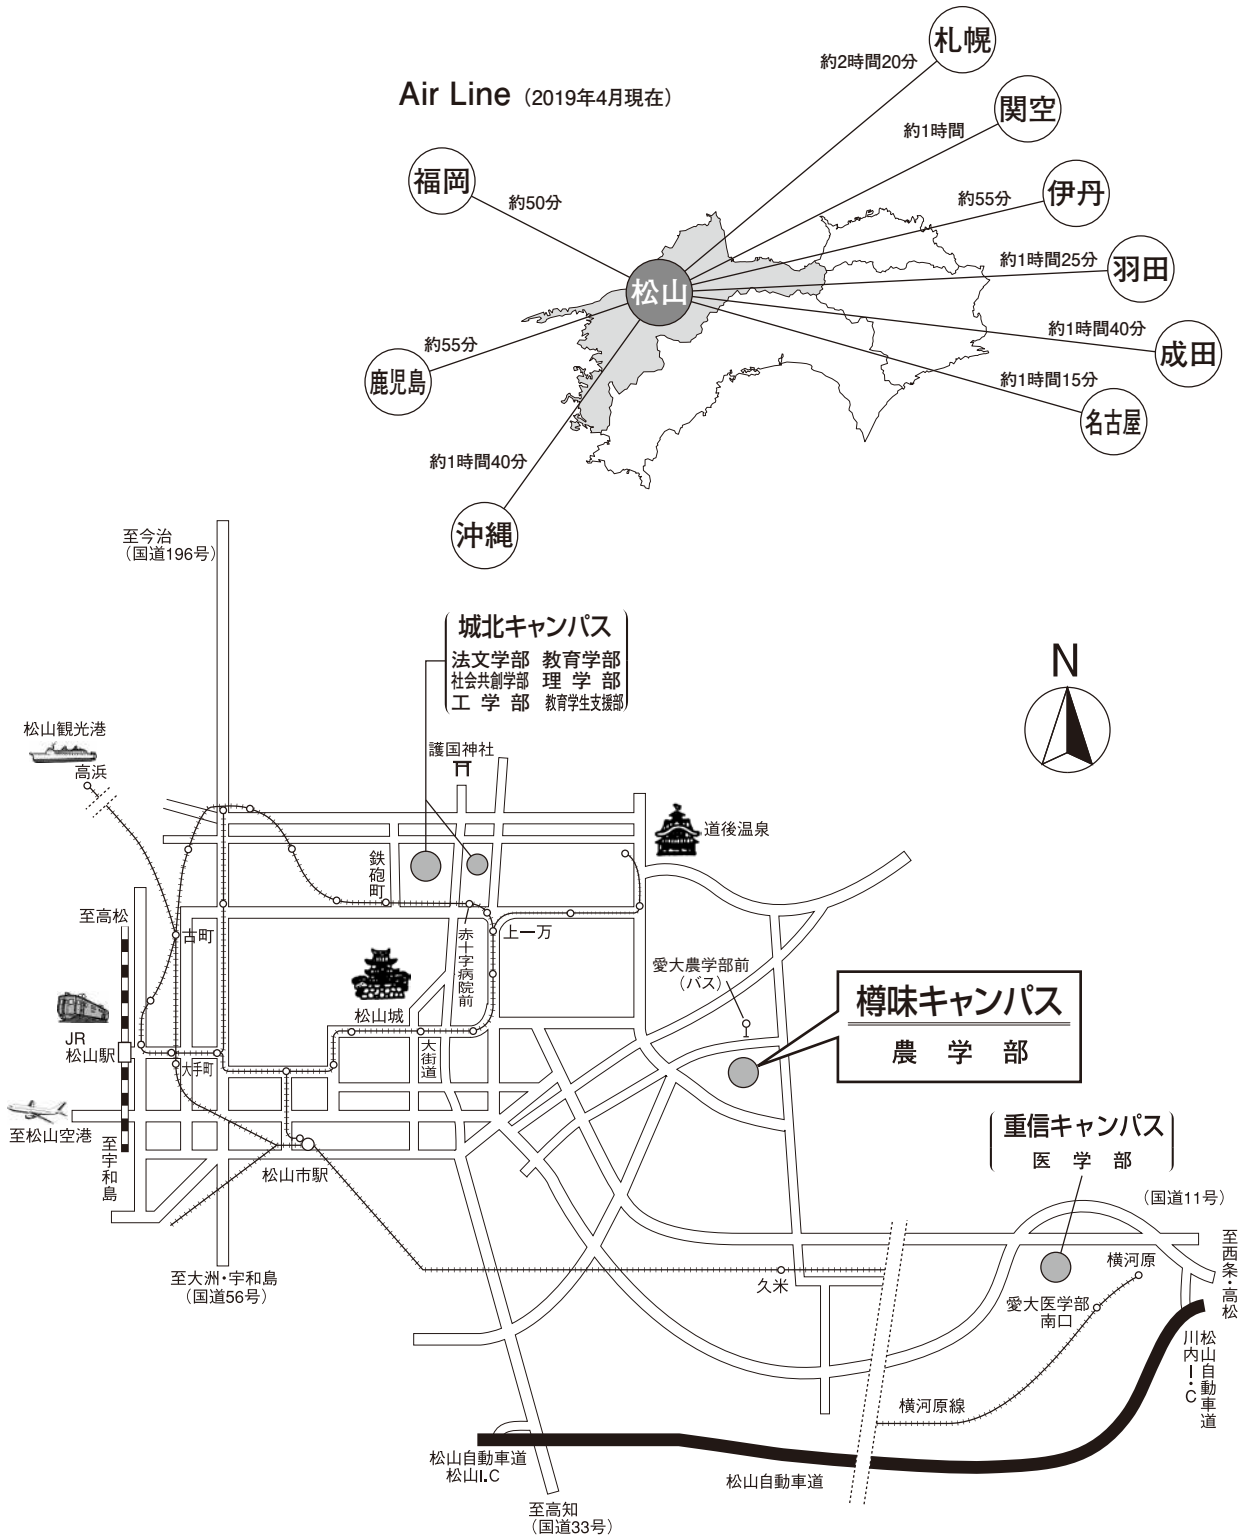 Air Line（2019年4月現在）
札幌
約2時間20分
関空
約1時間
福岡
約50分
伊丹
約55分
羽田
約1時間25分
松山
成田
約1時間40分
鹿児島
約55分
名古屋
約1時間15分
沖縄
約1時間40分
至今治
（国道196号）
城北キャンパス
法文学部 教育学部
社会共創学部 理学部
工学部 教育学生支援部
N
松山観光港
高浜
護国神社
道後温泉
鉄砲町
至高松
古町
赤十字病院前
上一万
愛大農学部前
（バス）
樽味キャンパス
農学部
松山城
JR
松山駅
大手町
大街道
至松山空港
至宇和島
松山市駅
重信キャンパス
医学部
（国道11号）
至西条・高松
至大洲・宇和島
（国道56号）
久米
横河原
愛大医学部
南口
松山自動車道
川内I・C
横河原線
松山自動車道
松山I.C
松山自動車道
至高知
（国道33号）